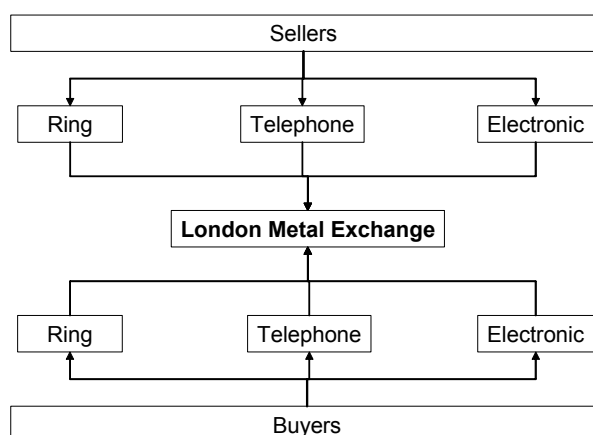 Sellers
Ring Telephone Electronic
London Metal Exchange
Ring Telephone Electronic
Buyers